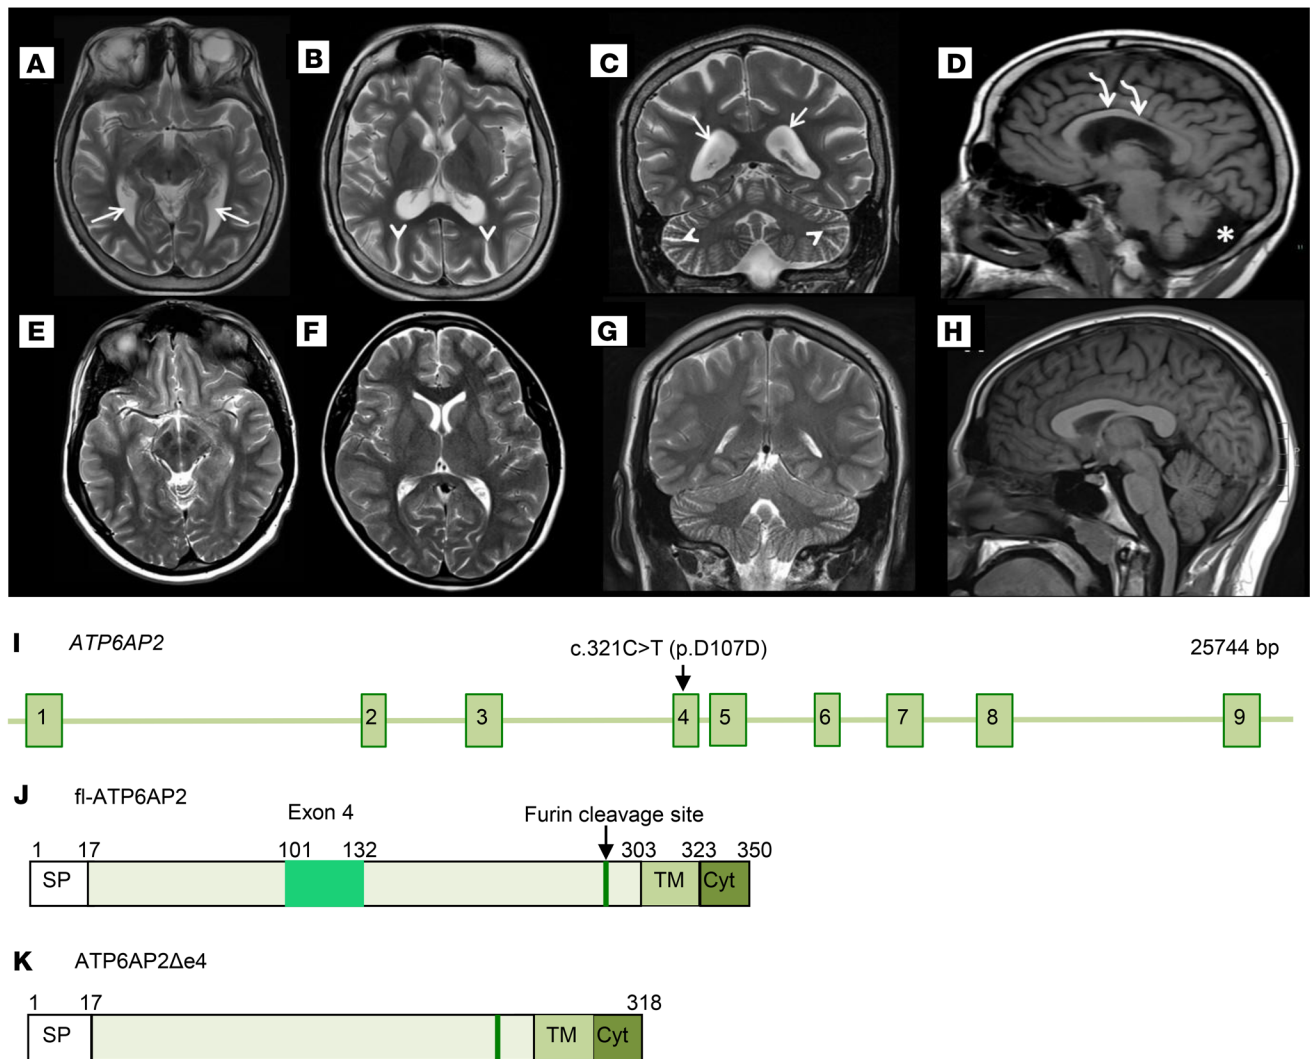 A
B
C
D
*
E
F
G
H
I ATP6AP2
c.321C>T (p.D107D)
25744 bp
1 2 3 4 5 6 7 8 9
J fl-ATP6AP2
Exon 4
Furin cleavage site
1 17 101 132 303 323 350
SP TM Cyt
K ATP6AP2Δe4
1 17 318
SP TM Cyt